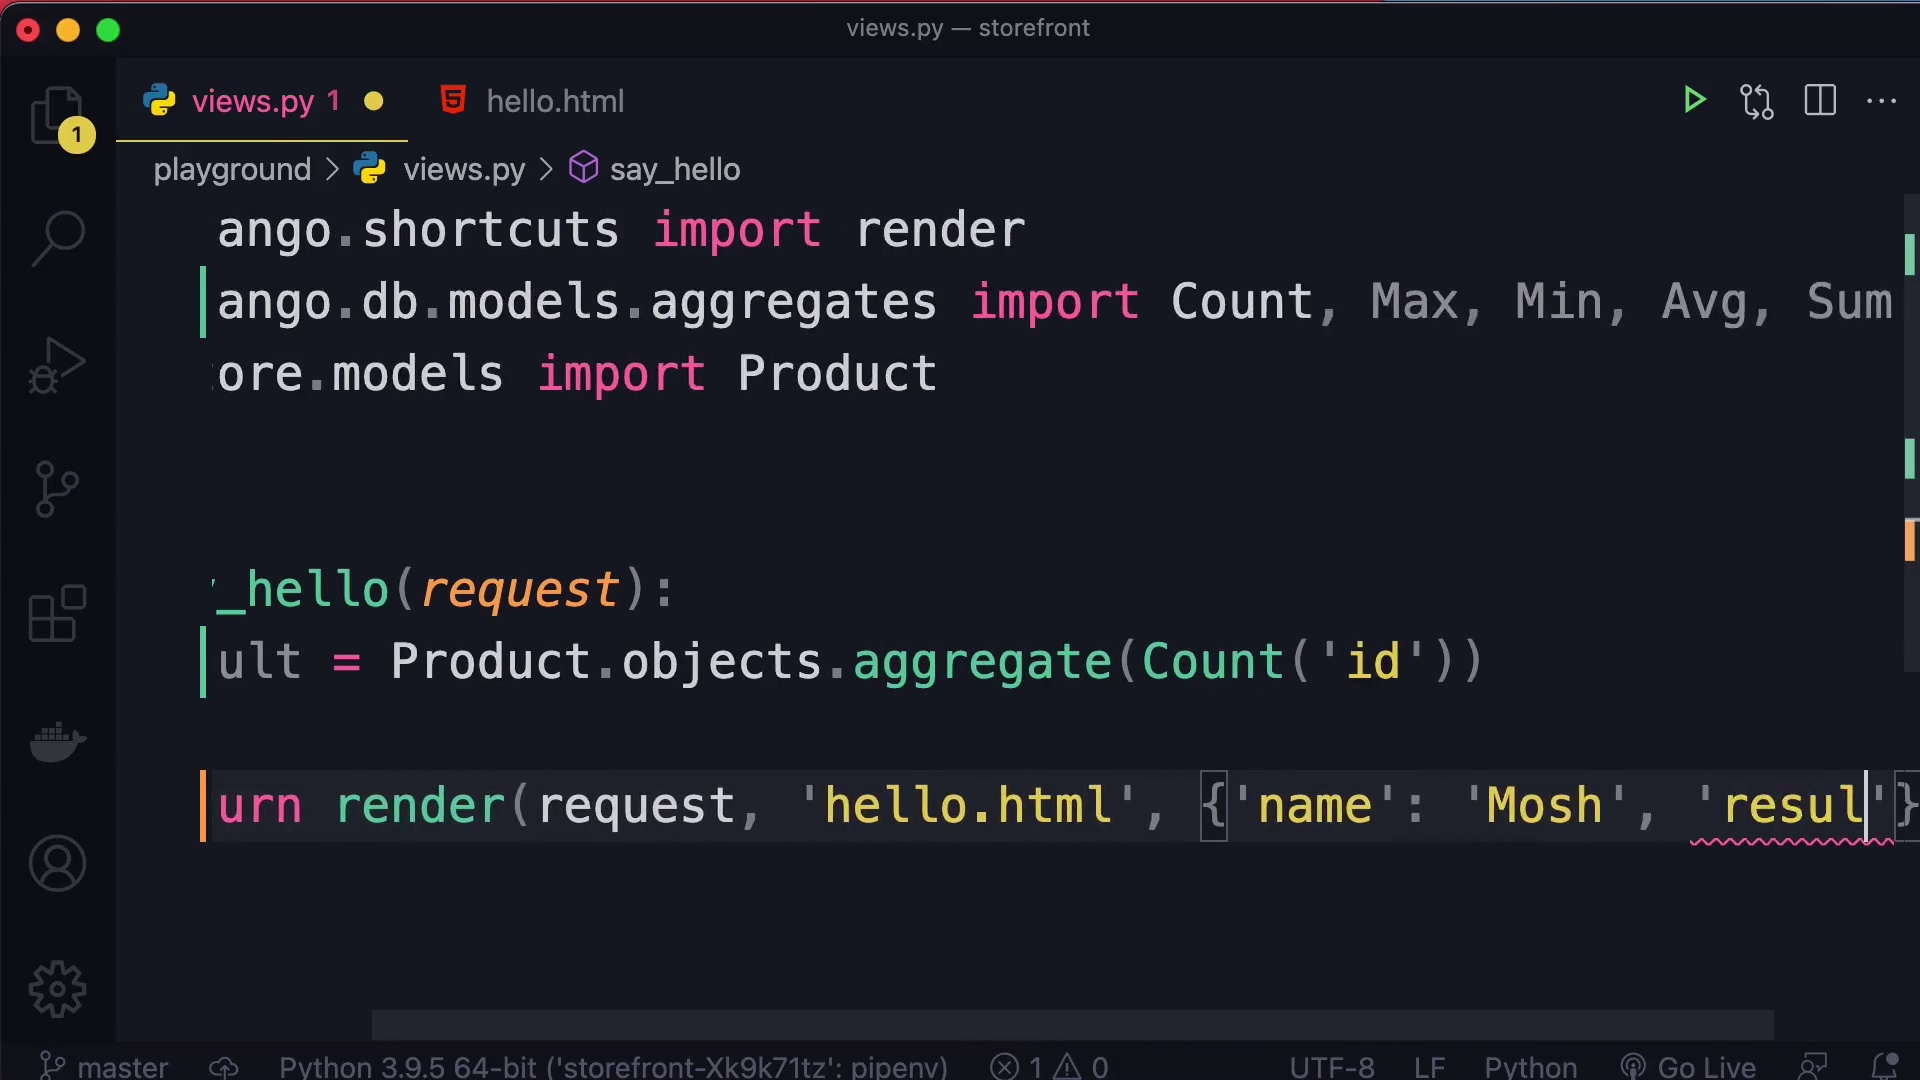 views.py — storefront
views.py 1
hello.html
1
playground > views.py > say_hello
ango.shortcuts import render
ango.db.models.aggregates import Count, Max, Min, Avg, Sum
ore.models import Product
_hello(request):
ult = Product.objects.aggregate(Count('id'))
urn render(request, 'hello.html', {'name': 'Mosh', 'resul'}
master
Python 3.9.5 64-bit ('storefront-Xk9k71tz': pipenv)
1
0
UTF-8
LF
Python
Go Live